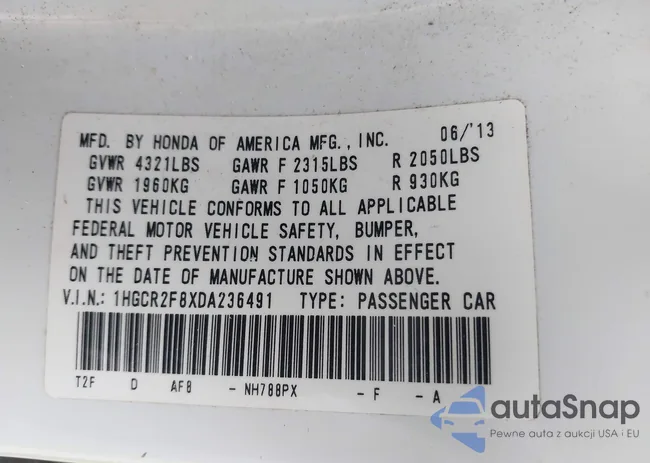 MFD. BY HONDA OF AMERICA MFG., INC. 06/'13
GVWR 4321LBS GAWR F 2315LBS R 2050LBS
GVWR 1960KG GAWR F 1050KG R 930KG
THIS VEHICLE CONFORMS TO ALL APPLICABLE
FEDERAL MOTOR VEHICLE SAFETY, BUMPER,
AND THEFT PREVENTION STANDARDS IN EFFECT
ON THE DATE OF MANUFACTURE SHOWN ABOVE.
V.I.N.: 1HGCR2F8XDA236491 TYPE: PASSENGER CAR
T2F D AF8 - NH788PX - F - A
autaSnap
Pewne auta z aukcji USA i EU